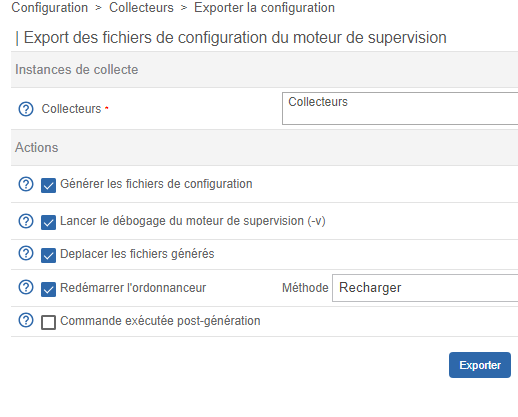 Configuration > Collecteurs > Exporter la configuration
| Export des fichiers de configuration du moteur de supervision
Instances de collecte
Collecteurs *
Collecteurs
Actions
Générer les fichiers de configuration
Lancer le débogage du moteur de supervision (-v)
Deplacer les fichiers générés
Redémarrer l'ordonnanceur Méthode Recharger
Commande exécutée post-génération
Exporter